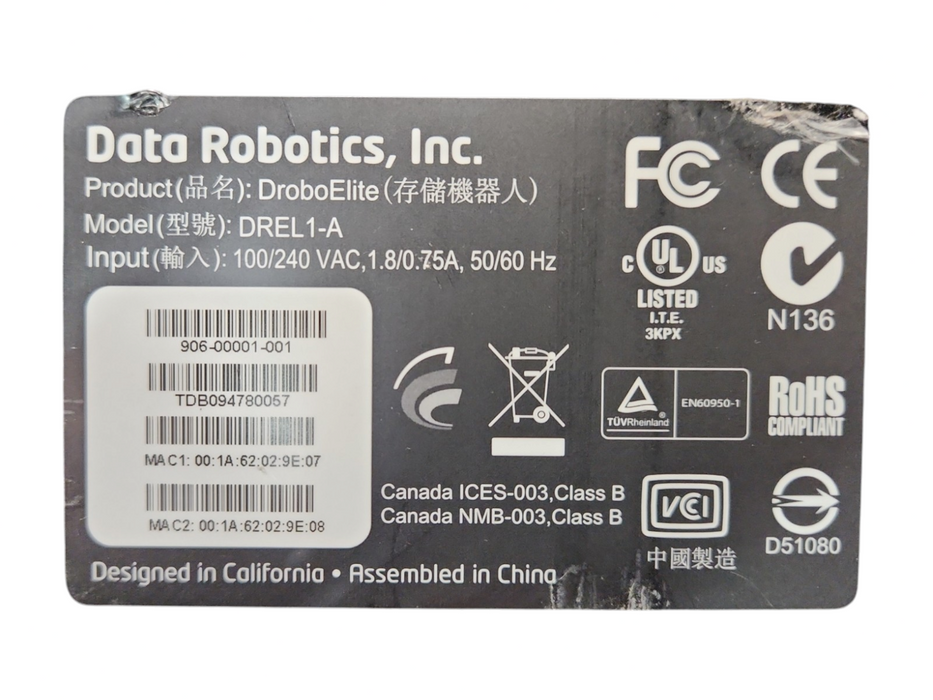 Data Robotics, Inc.
Product(品名): DroboElite(存儲機器人)
Model(型號): DREL1-A
Input(輸入): 100/240 VAC,1.8/0.75A, 50/60 Hz
FC
CE
C UL US
®
LISTED
I.T.E.
3KPX
N136
906-00001-001
TDB094780057
MAC1: 00:1A:62:02:9E:07
MAC2: 00:1A:62:02:9E:08
TÜVRheinland
EN60950-1
RoHS
COMPLIANT
Canada ICES-003,Class B
Canada NMB-003,Class B
VCI
中國製造
D51080
Designed in California • Assembled in China